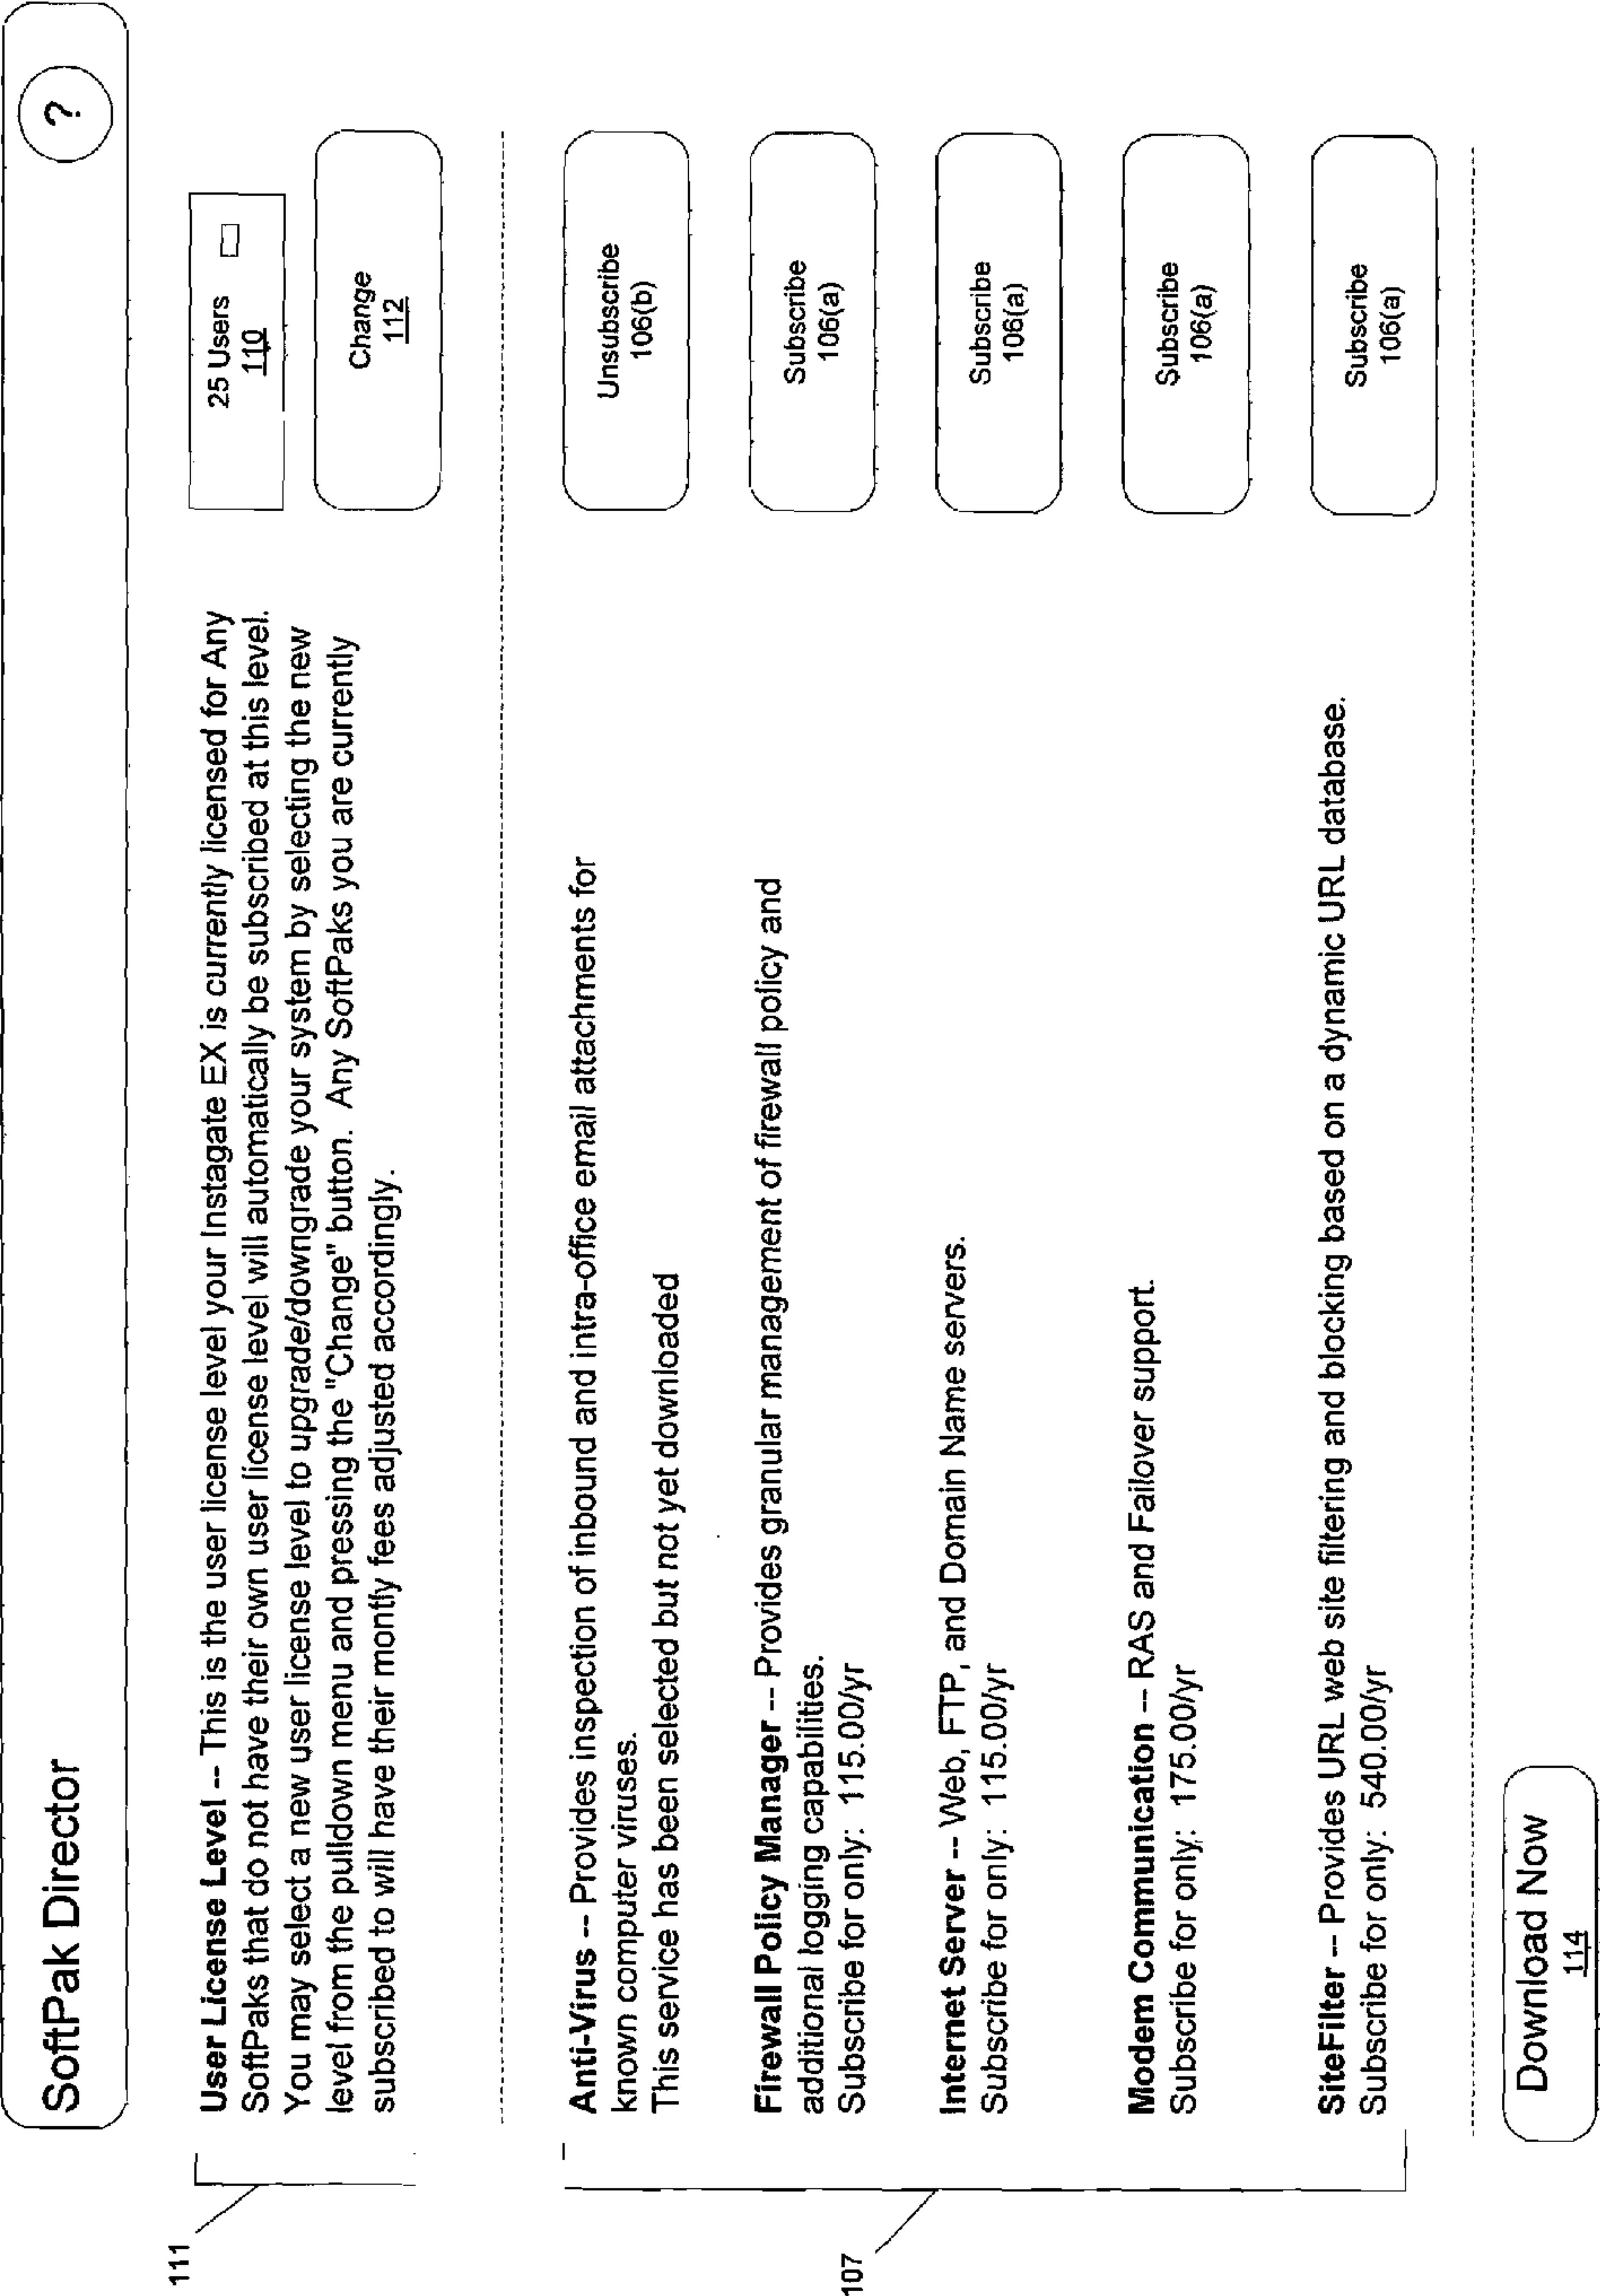 SoftPak Director
?
111
User License Level -- This is the user license level your Instagate EX is currently licensed for Any
SoftPaks that do not have their own user license level will automatically be subscribed at this level.
You may select a new user license level to upgrade/downgrade your system by selecting the new
level from the pulldown menu and pressing the "Change" button. Any SoftPaks you are currently
subscribed to will have their montly fees adjusted accordingly.
25 Users
110
Change
112
107
Anti-Virus -- Provides inspection of inbound and intra-office email attachments for
known computer viruses.
This service has been selected but not yet downloaded
Unsubscribe
106(b)
Firewall Policy Manager -- Provides granular management of firewall policy and
additional logging capabilities.
Subscribe for only: 115.00/yr
Subscribe
106(a)
Internet Server -- Web, FTP, and Domain Name servers.
Subscribe for only: 115.00/yr
Subscribe
106(a)
Modem Communication -- RAS and Failover support.
Subscribe for only: 175.00/yr
Subscribe
106(a)
SiteFilter -- Provides URL web site filtering and blocking based on a dynamic URL database.
Subscribe for only: 540.00/yr
Subscribe
106(a)
Download Now
114